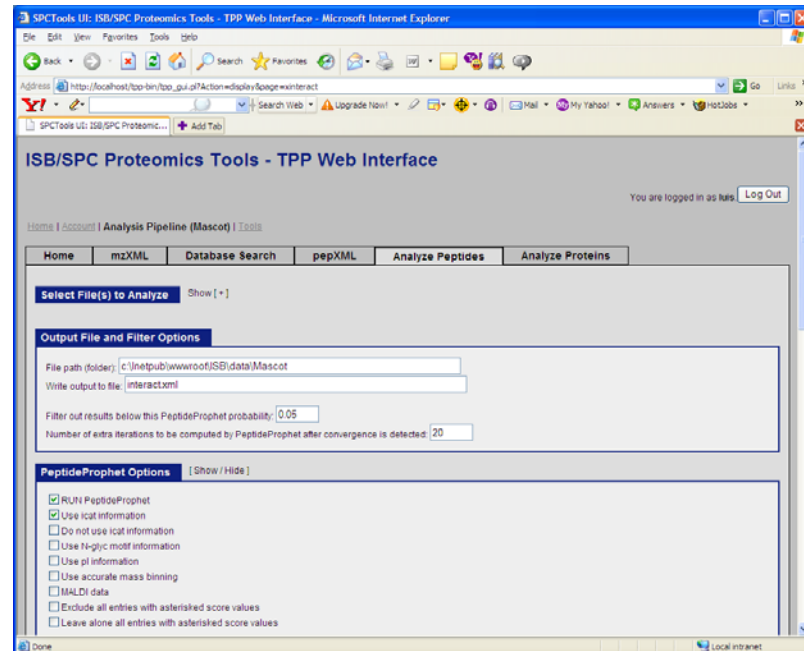 SPCTools UI: ISB/SPC Proteomics Tools - TPP Web Interface - Microsoft Internet Explorer
File Edit View Favorites Tools Help
Back Search Favorites
Address http://localhost/tpp-bin/tpp_gui.pl?Action=display&page=xinteract Go Links
Y! Search Web Upgrade Now! Mail My Yahoo! Answers HotJobs »
SPCTools UI: ISB/SPC Proteomic... Add Tab
ISB/SPC Proteomics Tools - TPP Web Interface
You are logged in as luis. Log Out
Home | Account | Analysis Pipeline (Mascot) | Tools
Home mzXML Database Search pepXML Analyze Peptides Analyze Proteins
Select File(s) to Analyze Show [ + ]
Output File and Filter Options
File path (folder): c:\Inetpub\wwwroot\ISB\data\Mascot
Write output to file: interact.xml
Filter out results below this PeptideProphet probability: 0.05
Number of extra iterations to be computed by PeptideProphet after convergence is detected: 20
PeptideProphet Options [ Show / Hide ]
RUN PeptideProphet
Use icat information
Do not use icat information
Use N-glyc motif information
Use pI information
Use accurate mass binning
MALDI data
Exclude all entries with asterisked score values
Leave alone all entries with asterisked score values
Done Local intranet